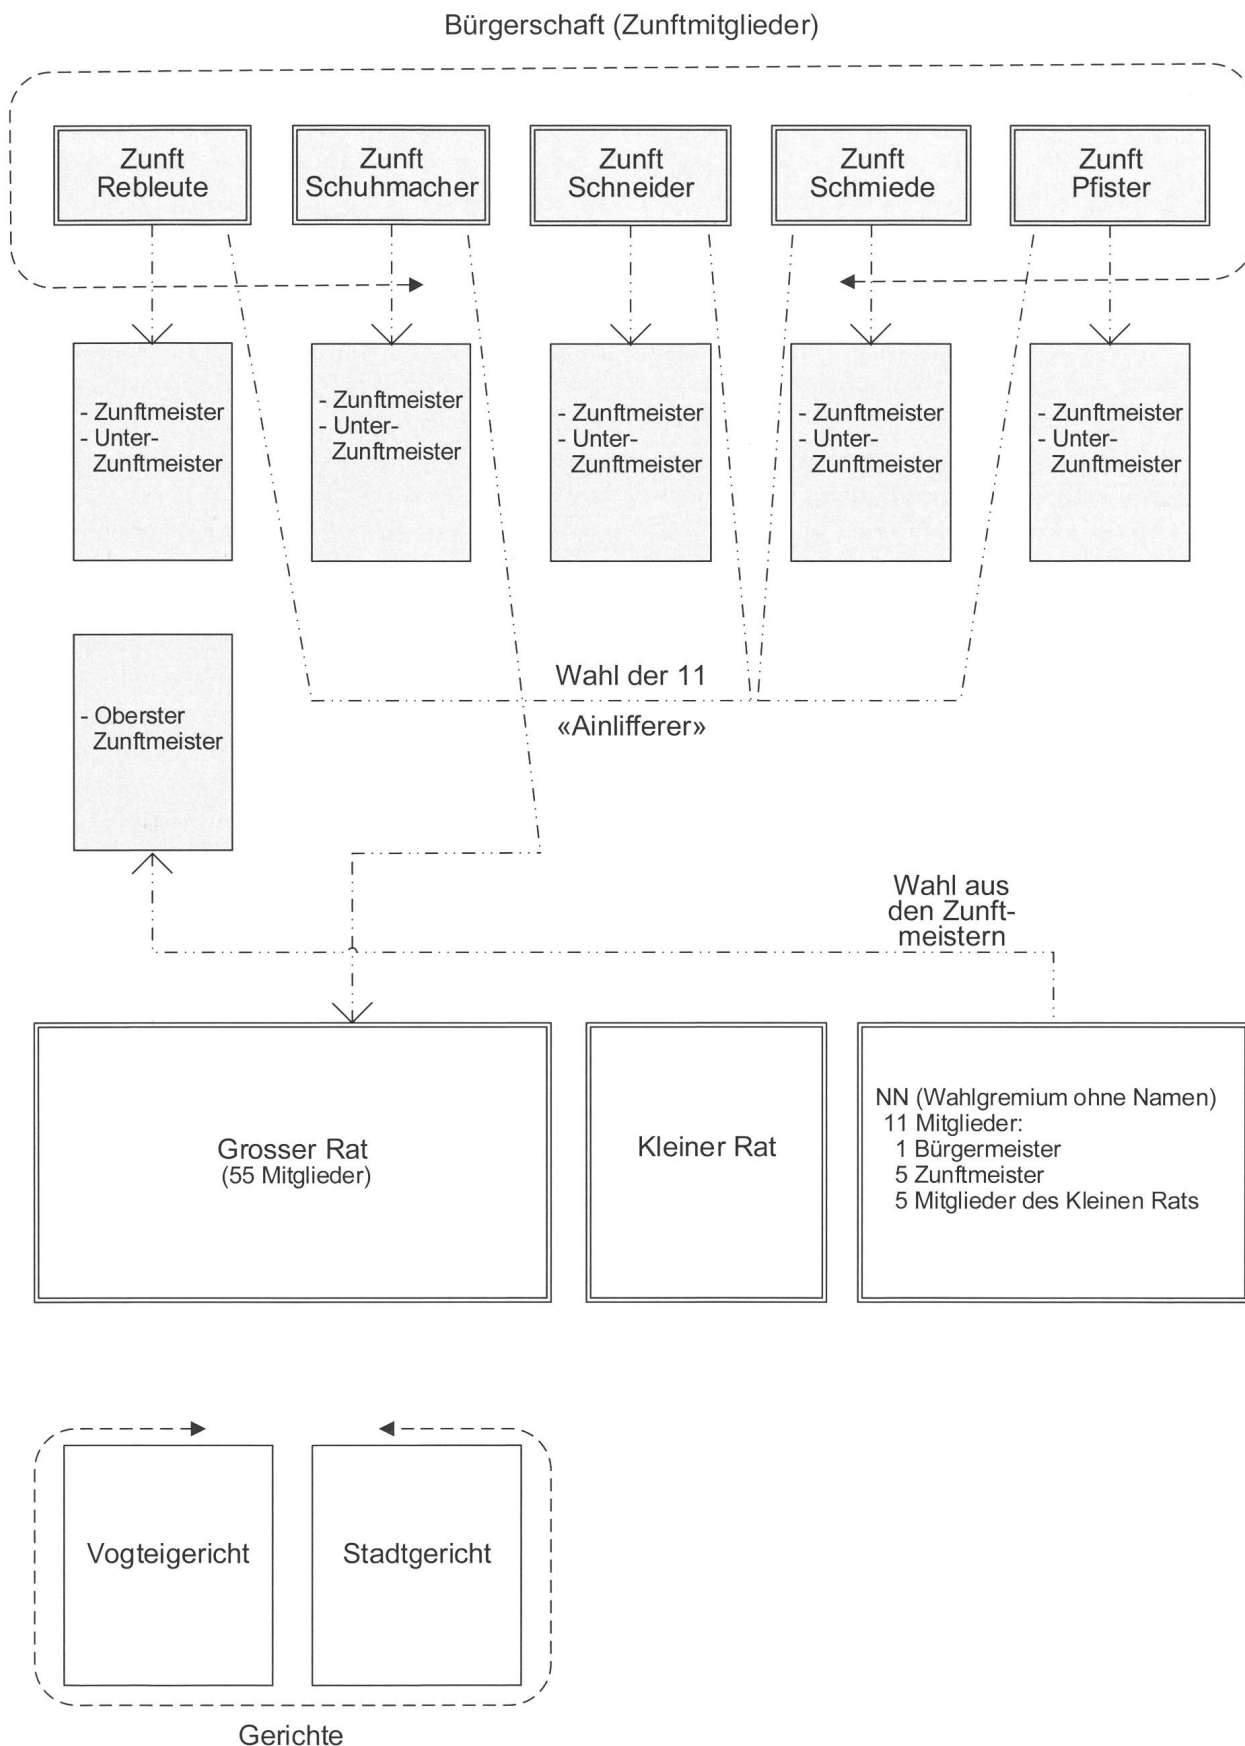 Bürgerschaft (Zunftmitglieder)
Zunft
Rebleute
Zunft
Schuhmacher
Zunft
Schneider
Zunft
Schmiede
Zunft
Pfister
- Zunftmeister
- Unter-
Zunftmeister
- Zunftmeister
- Unter-
Zunftmeister
- Zunftmeister
- Unter-
Zunftmeister
- Zunftmeister
- Unter-
Zunftmeister
- Zunftmeister
- Unter-
Zunftmeister
- Oberster
Zunftmeister
Wahl der 11
«Ainlifferer»
Wahl aus
den Zunft-
meistern
Grosser Rat
(55 Mitglieder)
Kleiner Rat
NN (Wahlgremium ohne Namen)
11 Mitglieder:
1 Bürgermeister
5 Zunftmeister
5 Mitglieder des Kleinen Rats
Vogteigericht
Stadtgericht
Gerichte